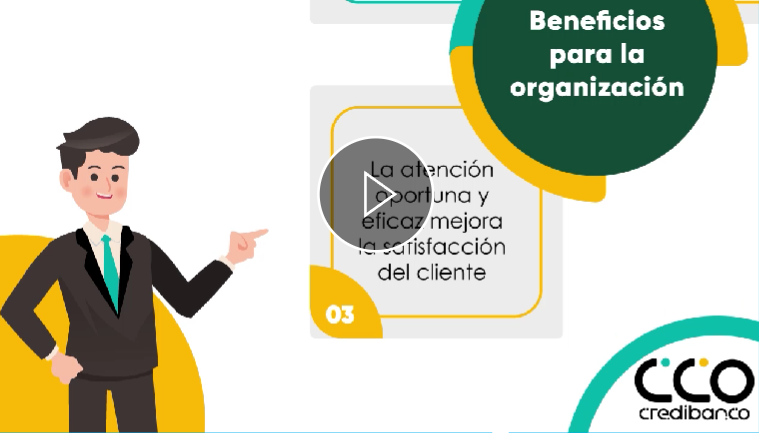 Beneficios
para la
organización
La atención
oportuna y
eficaz mejora
la satisfacción
del cliente
03
CCO
credibanco